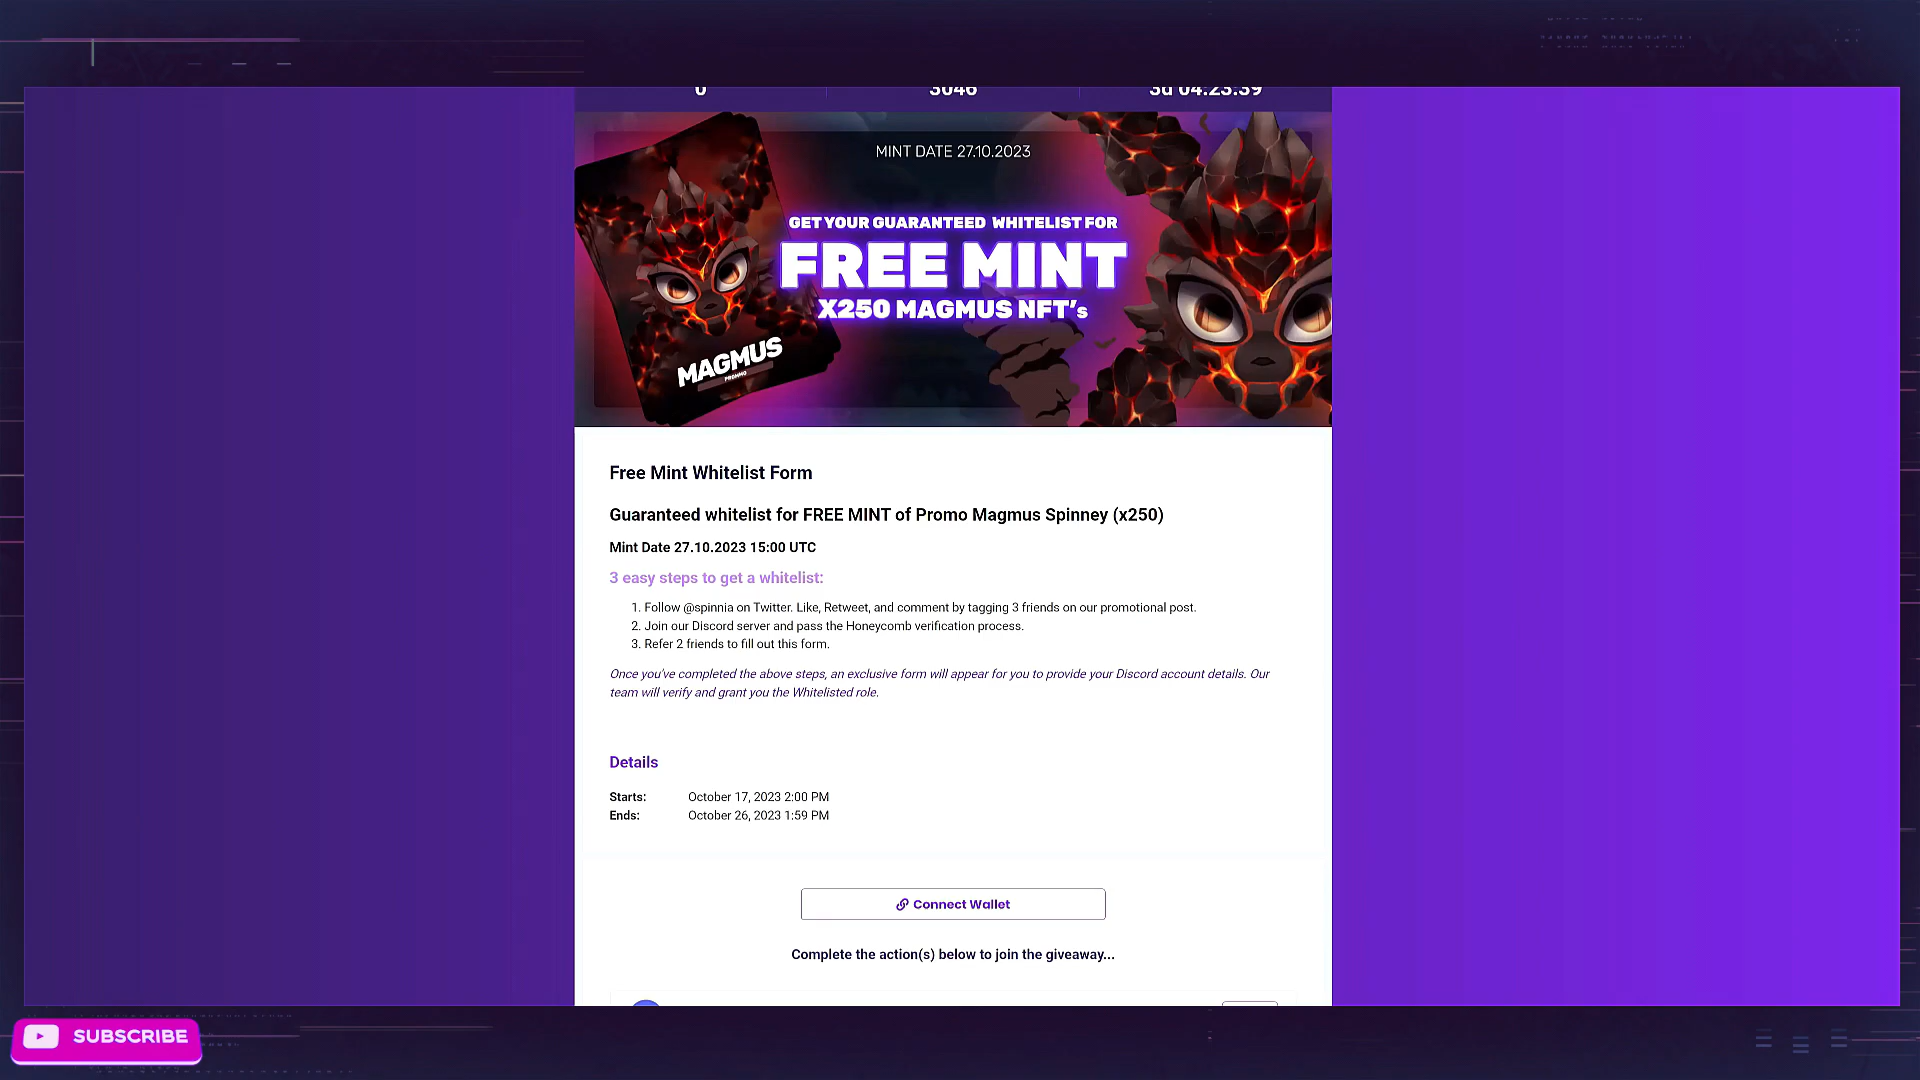 0 3046 3d 04:23:39
MINT DATE 27.10.2023
GET YOUR GUARANTEED WHITELIST FOR
FREE MINT
X250 MAGMUS NFT's
MAGMUS
Free Mint Whitelist Form
Guaranteed whitelist for FREE MINT of Promo Magmus Spinney (x250)
Mint Date 27.10.2023 15:00 UTC
3 easy steps to get a whitelist:
1. Follow @spinnia on Twitter. Like, Retweet, and comment by tagging 3 friends on our promotional post.
2. Join our Discord server and pass the Honeycomb verification process.
3. Refer 2 friends to fill out this form.
Once you've completed the above steps, an exclusive form will appear for you to provide your Discord account details. Our
team will verify and grant you the Whitelisted role.
Details
Starts: October 17, 2023 2:00 PM
Ends: October 26, 2023 1:59 PM
Connect Wallet
Complete the action(s) below to join the giveaway...
SUBSCRIBE